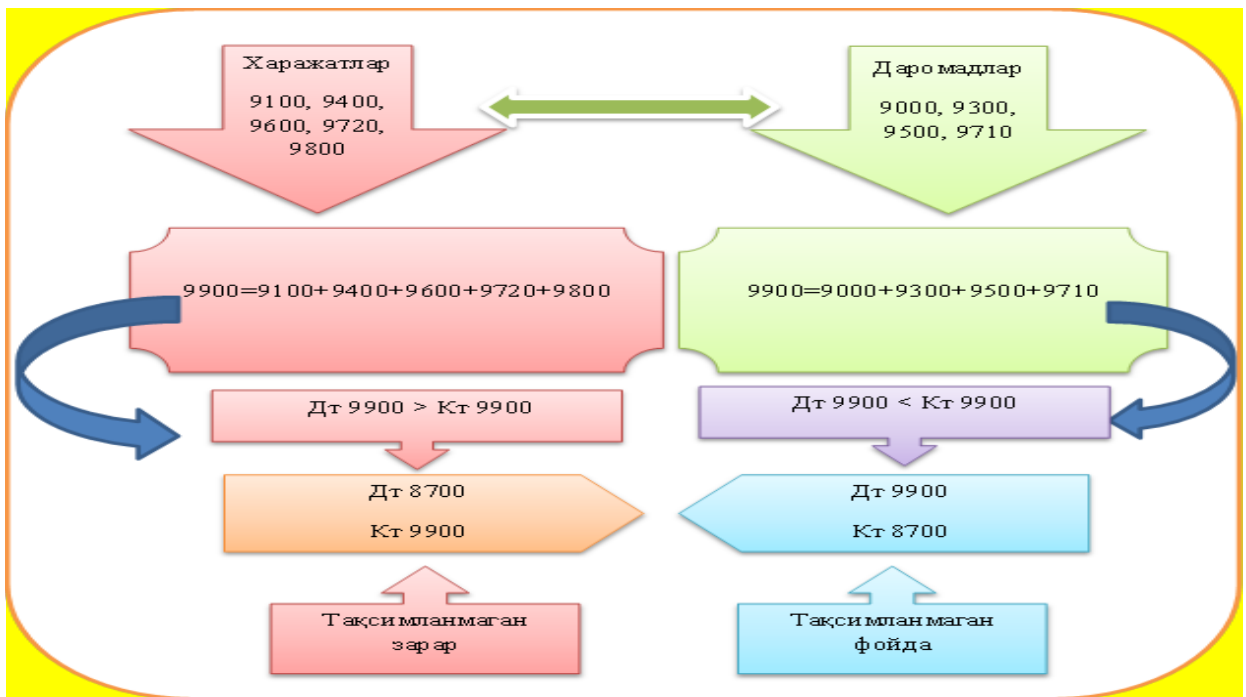 Харажатлар
9100, 9400,
9600, 9720,
9800
Даромадлар
9000, 9300,
9500, 9710
9900=9100+9400+9600+9720+9800
9900=9000+9300+9500+9710
Дт 9900 > Кт 9900
Дт 9900 < Кт 9900
Дт 8700
Кт 9900
Дт 9900
Кт 8700
Тақсимланмаган
зарар
Тақсимланмаган
фойда